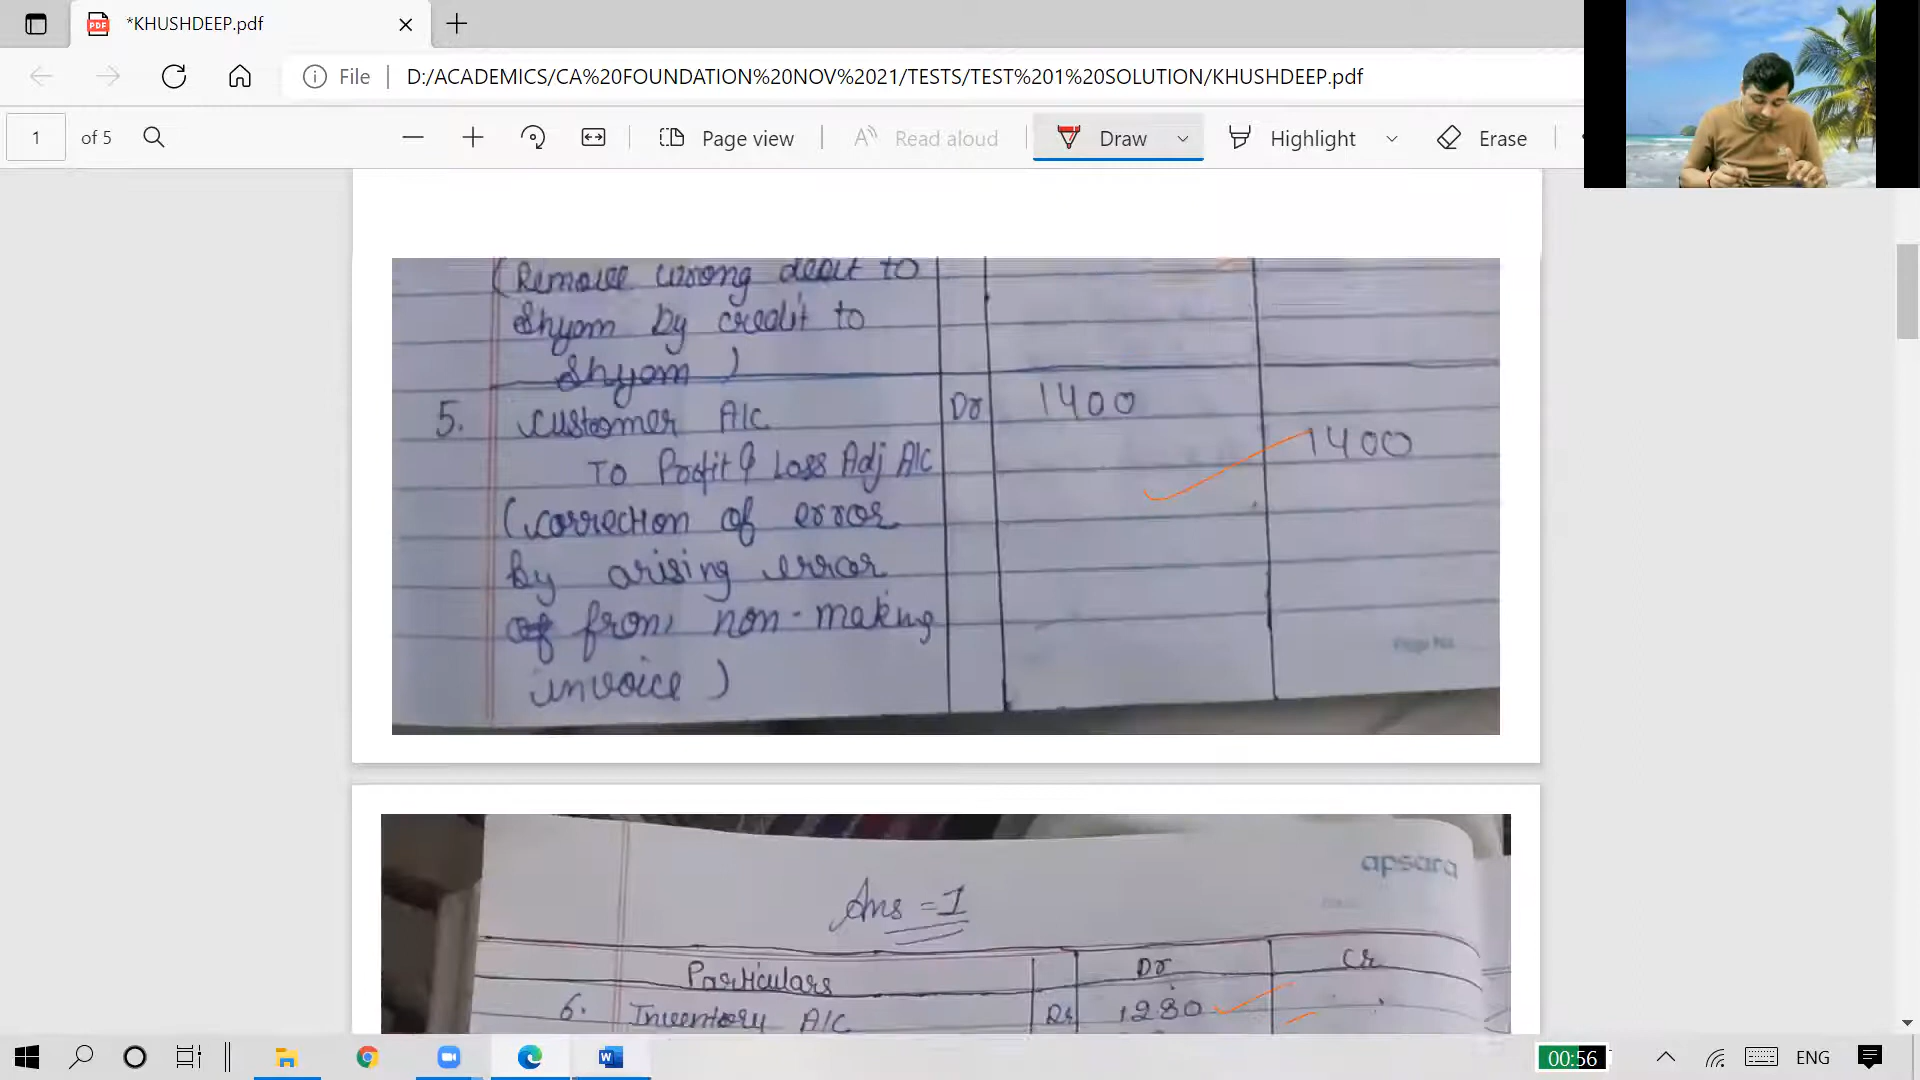 *KHUSHDEEP.pdf
File
D:/ACADEMICS/CA%20FOUNDATION%20NOV%2021/TESTS/TEST%201%20SOLUTION/KHUSHDEEP.pdf
1 of 5
Page view
Read aloud
Draw
Highlight
Erase
(Remove wrong debit to
Shyam by credit to
Shyam )
5. Customer A/c Dr 1400
To Profit & Loss Adj A/c 1400
(correction of error
by arising error
from non-making
invoice )
apsara
Ans = 1
Particulars Dr Cr
6. Inventory A/C Dr 1280
00:56
ENG